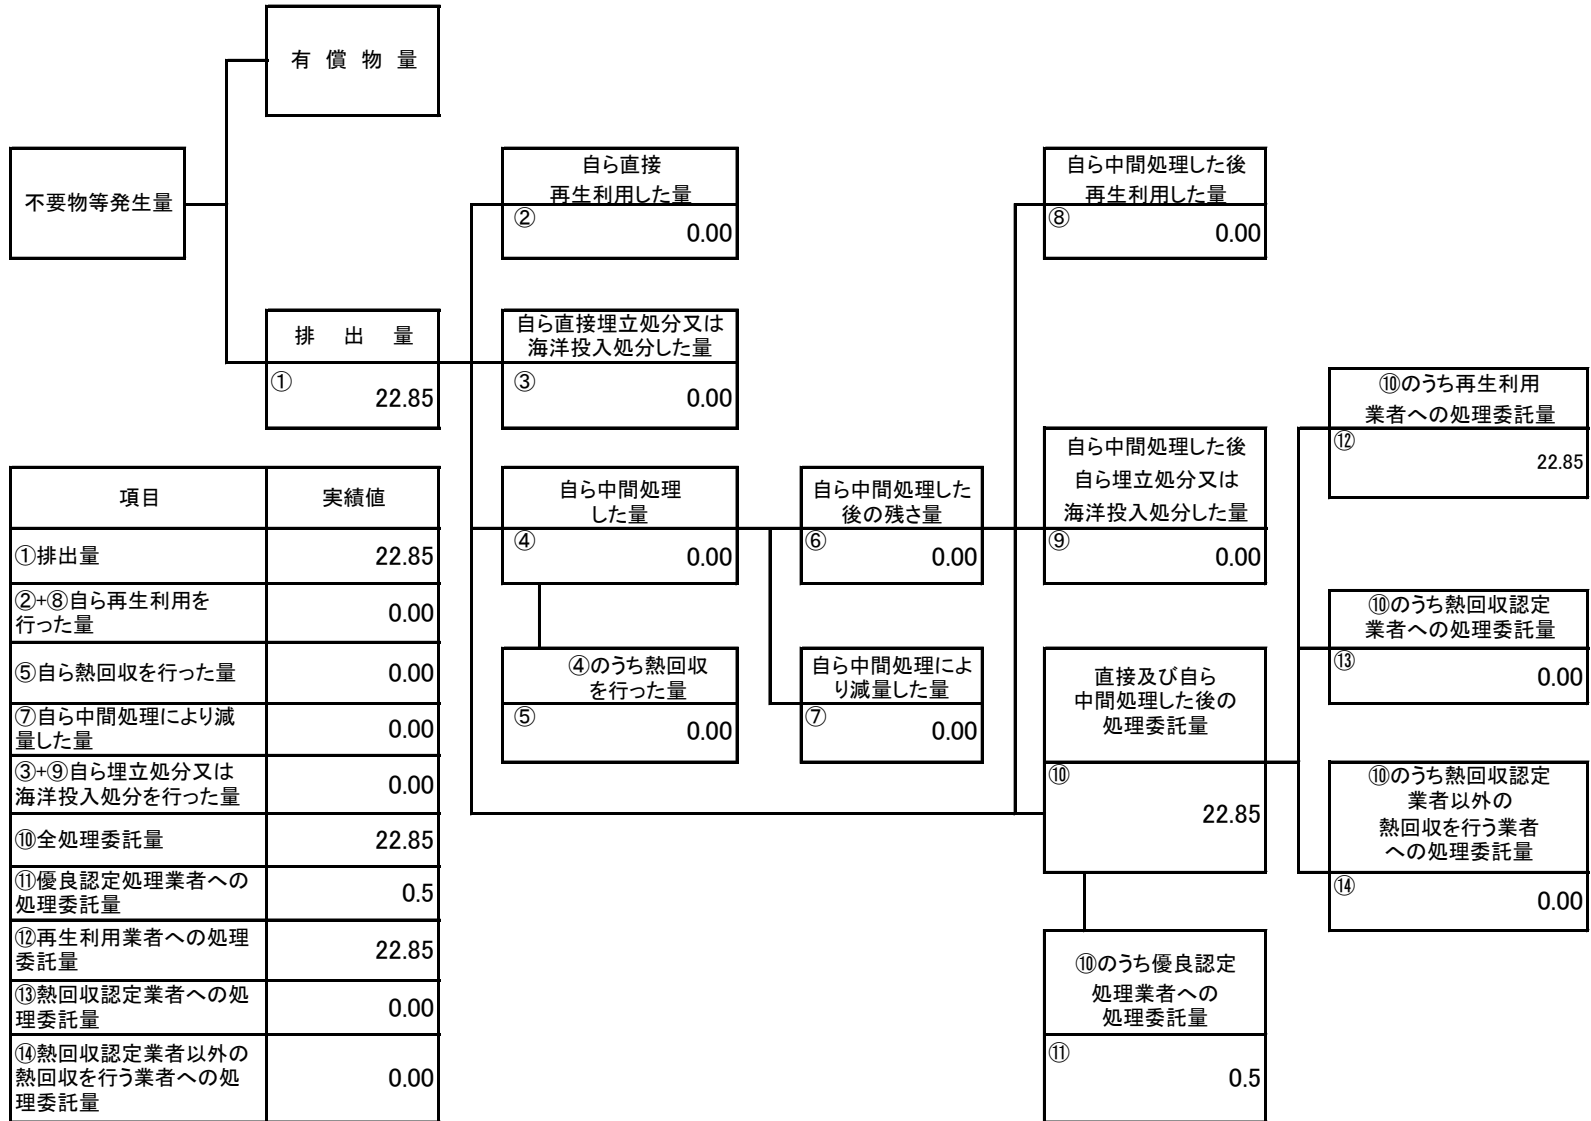 有 償 物 量
不要物等発生量
自ら直接
再生利用した量
②
0.00
自ら中間処理した後
再生利用した量
⑧
0.00
排 出 量
①
22.85
自ら直接埋立処分又は
海洋投入処分した量
③
0.00
⑩のうち再生利用
業者への処理委託量
⑫
22.85
自ら中間処理
した量
④
0.00
自ら中間処理した
後の残さ量
⑥
0.00
自ら中間処理した後
自ら埋立処分又は
海洋投入処分した量
⑨
0.00
⑩のうち熱回収認定
業者への処理委託量
⑬
0.00
④のうち熱回収
を行った量
⑤
0.00
自ら中間処理によ
り減量した量
⑦
0.00
直接及び自ら
中間処理した後の
処理委託量
⑩
22.85
⑩のうち熱回収認定
業者以外の
熱回収を行う業者
への処理委託量
⑭
0.00
⑩のうち優良認定
処理業者への
処理委託量
⑪
0.5
項目 実績値
①排出量 22.85
②+⑧自ら再生利用を
行った量 0.00
⑤自ら熱回収を行った量 0.00
⑦自ら中間処理により減
量した量 0.00
③+⑨自ら埋立処分又は
海洋投入処分を行った量 0.00
⑩全処理委託量 22.85
⑪優良認定処理業者への
処理委託量 0.5
⑫再生利用業者への処理
委託量 22.85
⑬熱回収認定業者への処
理委託量 0.00
⑭熱回収認定業者以外の
熱回収を行う業者への処
理委託量 0.00